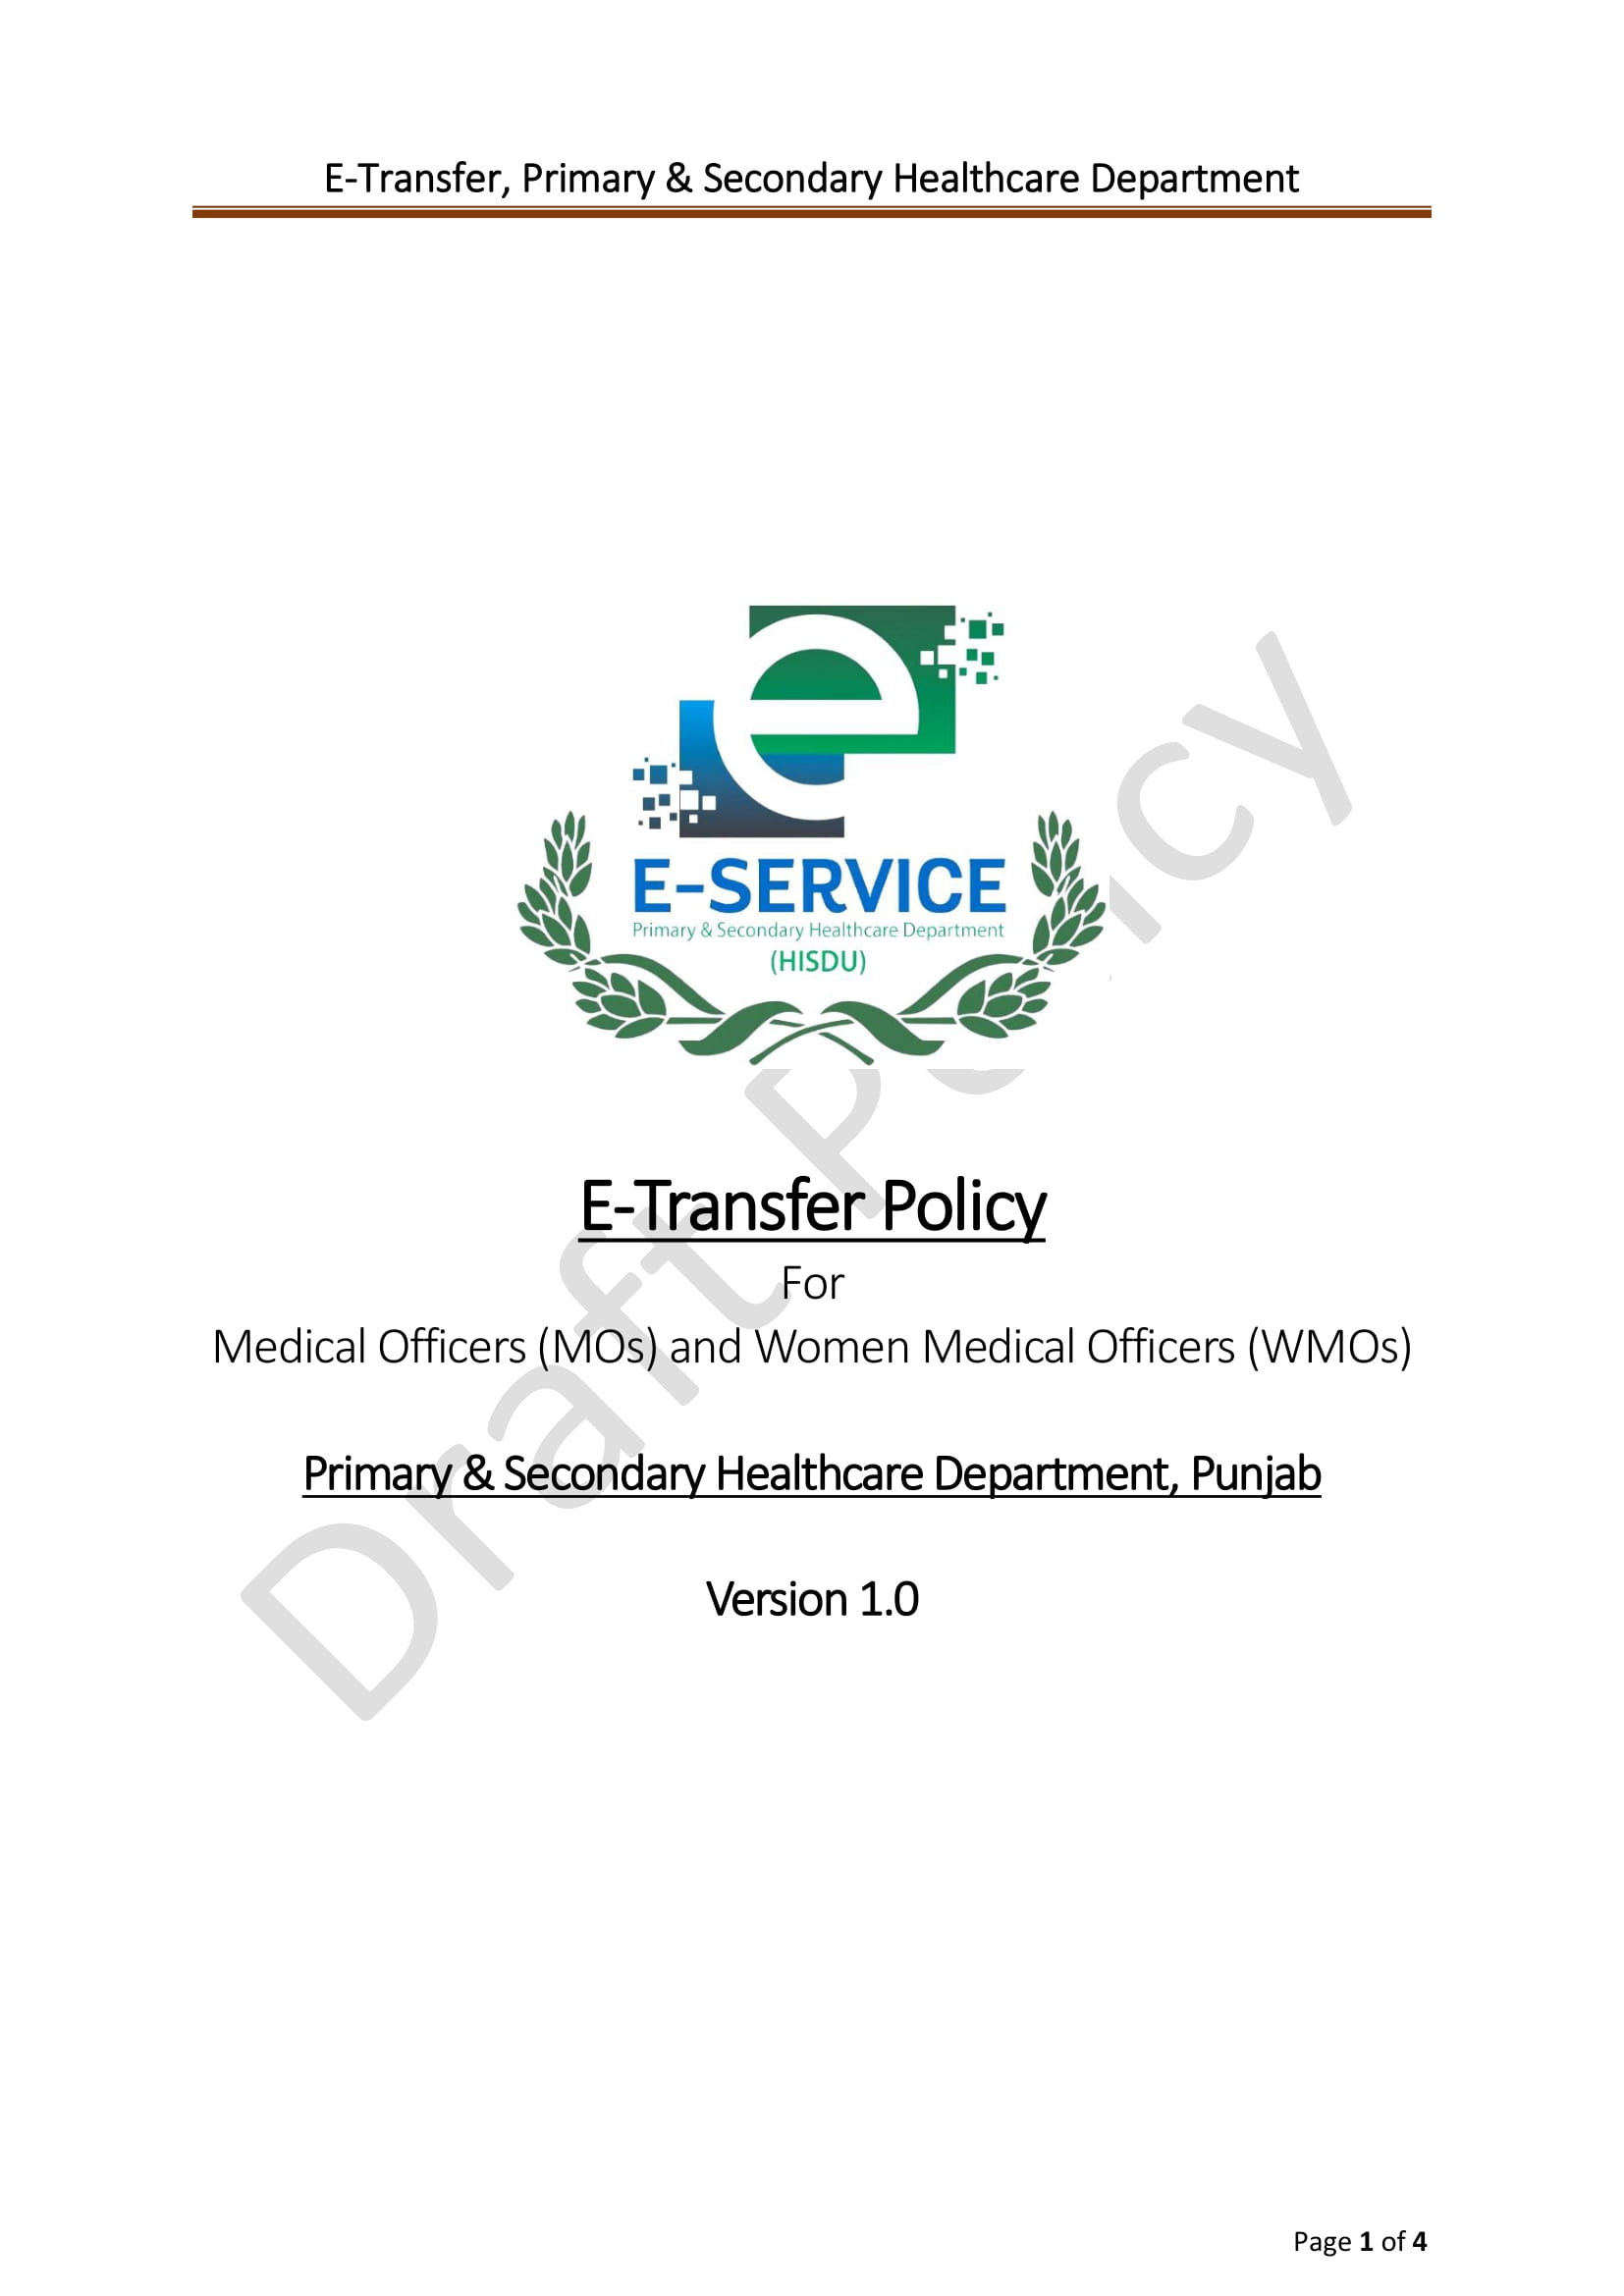 E-Transfer, Primary & Secondary Healthcare Department
e
E-SERVICE
Primary & Secondary Healthcare Department
(HISDU)
Draft Policy
E-Transfer Policy
For
Medical Officers (MOs) and Women Medical Officers (WMOs)
Primary & Secondary Healthcare Department, Punjab
Version 1.0
Page 1 of 4